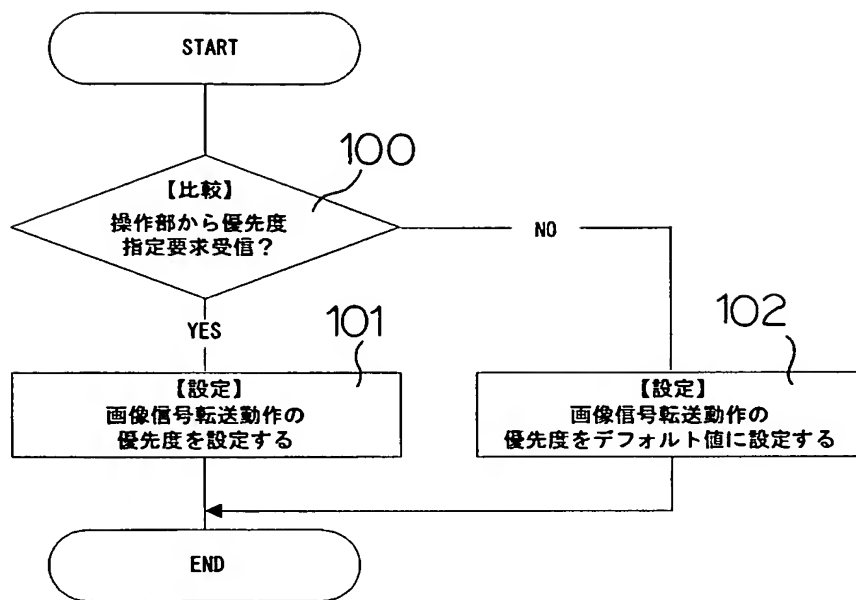 START
100
【比較】
操作部から優先度
指定要求受信？
NO
YES
101
102
【設定】
画像信号転送動作の
優先度を設定する
【設定】
画像信号転送動作の
優先度をデフォルト値に設定する
END